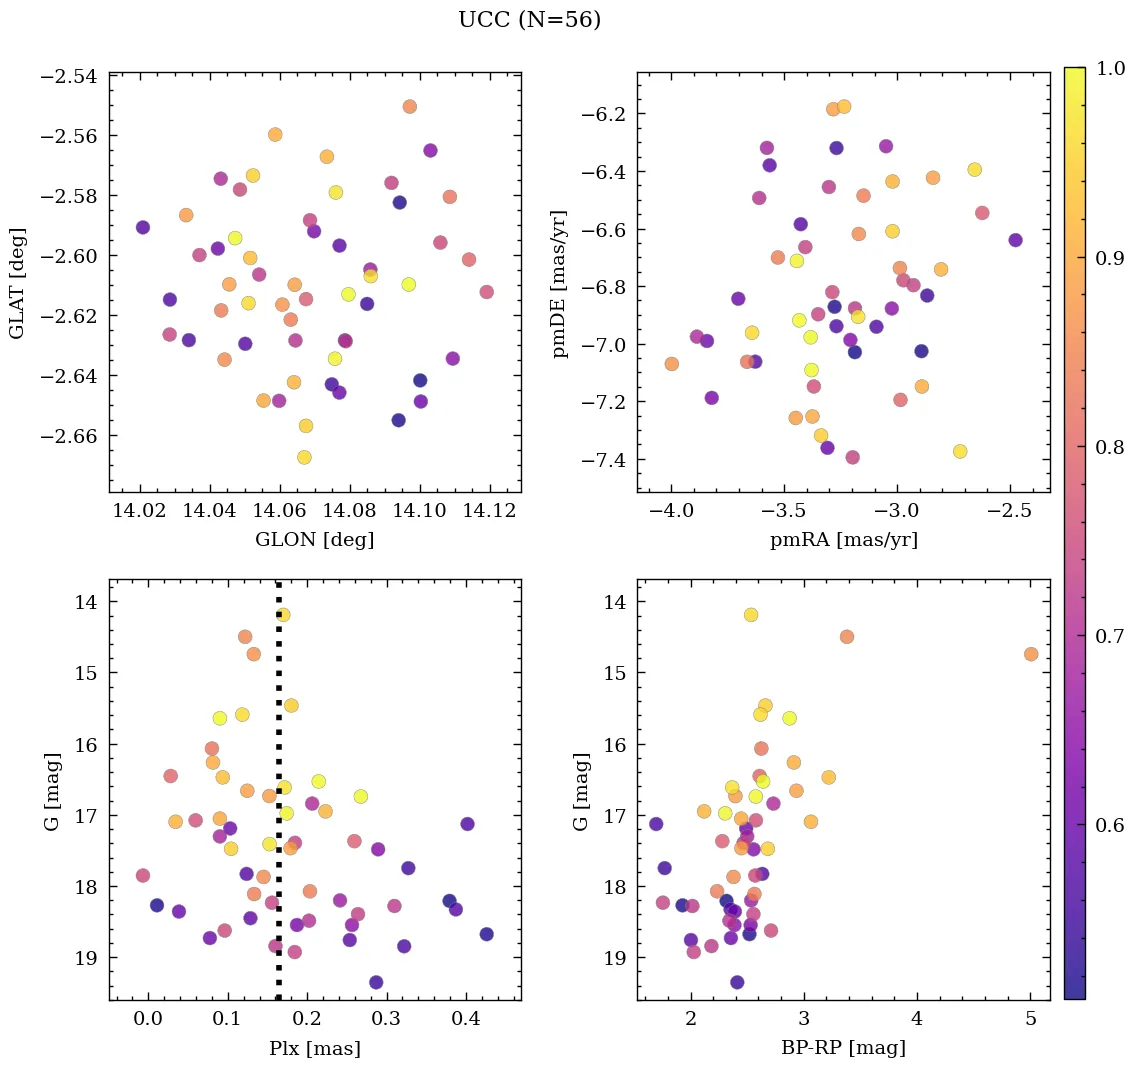 UCC (N=56)
−2.54
−2.56
−2.58
−2.60
−2.62
−2.64
−2.66
GLAT [deg]
14.02 14.04 14.06 14.08 14.10 14.12
GLON [deg]
−6.2
−6.4
−6.6
−6.8
−7.0
−7.2
−7.4
pmDE [mas/yr]
−4.0 −3.5 −3.0 −2.5
pmRA [mas/yr]
14
15
16
17
18
19
G [mag]
0.0 0.1 0.2 0.3 0.4
Plx [mas]
14
15
16
17
18
19
G [mag]
2 3 4 5
BP-RP [mag]
1.0
0.9
0.8
0.7
0.6